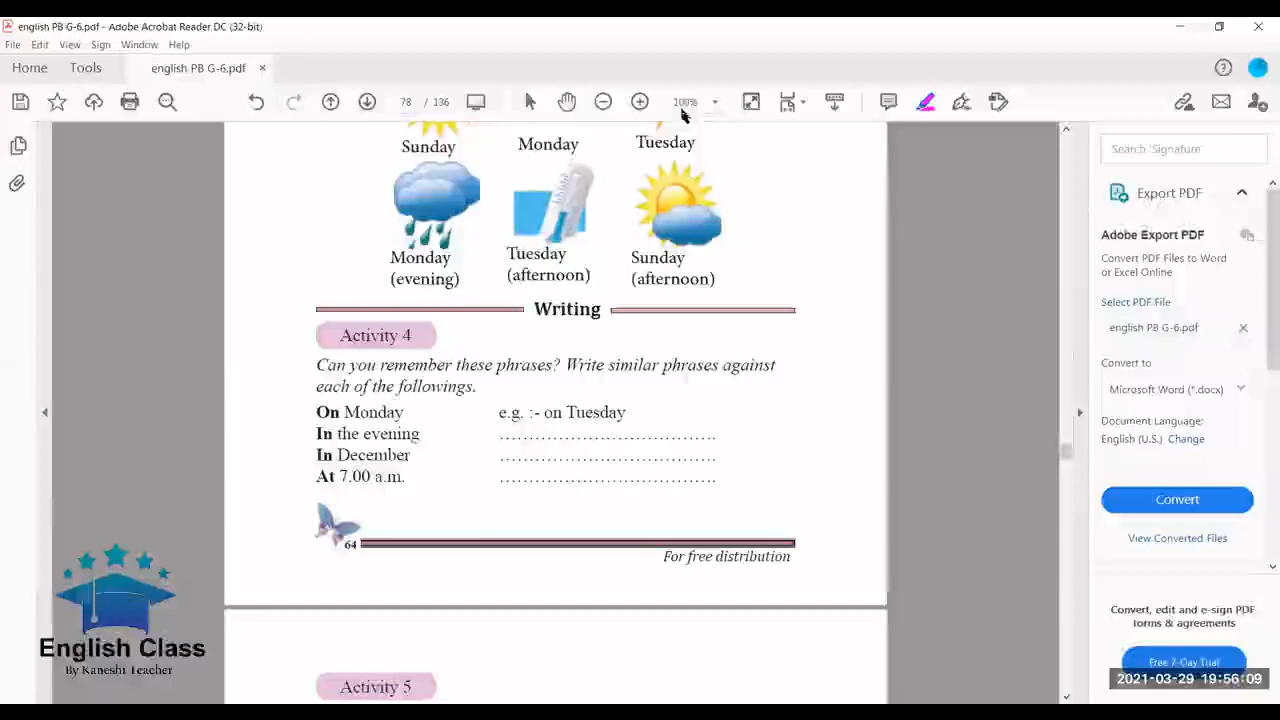 english PB G-6.pdf - Adobe Acrobat Reader DC (32-bit)
File Edit View Sign Window Help
Home Tools english PB G-6.pdf ×
78 / 136 100%
Sunday Monday Tuesday
Monday (evening)
Tuesday (afternoon)
Sunday (afternoon)
Writing
Activity 4
Can you remember these phrases? Write similar phrases against
each of the followings.
On Monday e.g. :- on Tuesday
In the evening ........................................
In December ........................................
At 7.00 a.m. ........................................
64
For free distribution
Activity 5
English Class
By Kaneshi Teacher
Search 'Signature'
Export PDF
Adobe Export PDF
Convert PDF Files to Word
or Excel Online
Select PDF File
english PB G-6.pdf
Convert to
Microsoft Word (*.docx)
Document Language:
English (U.S.) Change
Convert
View Converted Files
Convert, edit and e-sign PDF
forms & agreements
Free 7-Day Trial
2021-03-29 19:56:09